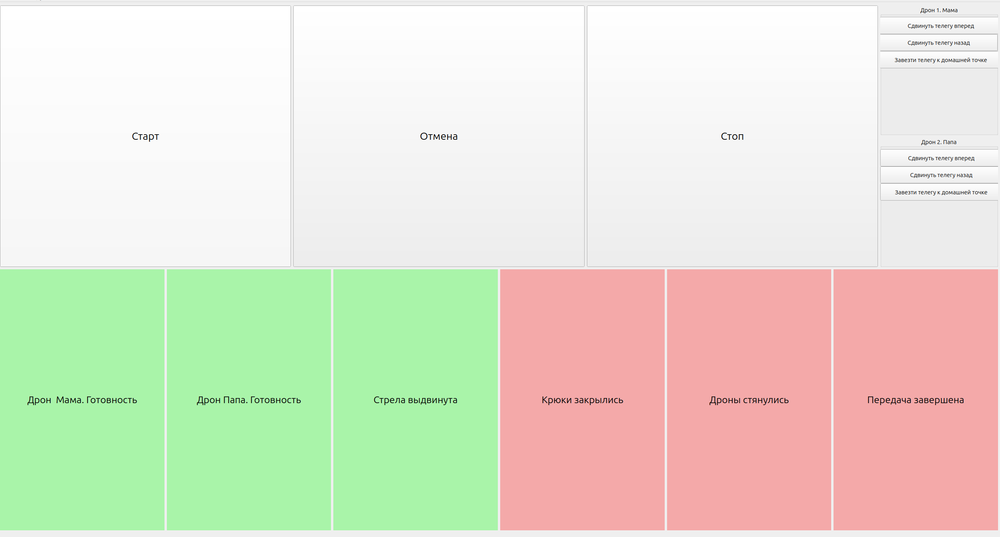 Старт
Отмена
Стоп
Дрон 1. Мама
Сдвинуть телегу вперед
Сдвинуть телегу назад
Завезти телегу к домашней точке
Дрон 2. Папа
Сдвинуть телегу вперед
Сдвинуть телегу назад
Завезти телегу к домашней точке
Дрон  Мама. Готовность
Дрон Папа. Готовность
Стрела выдвинута
Крюки закрылись
Дроны стянулись
Передача завершена